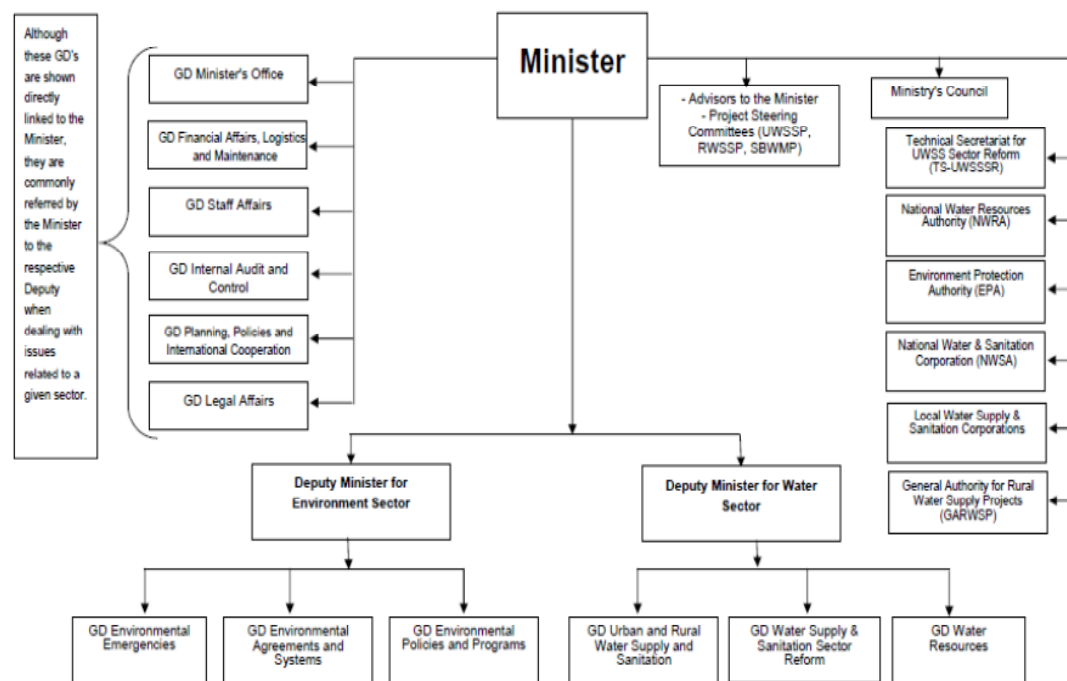 Although
these GD's
are shown
directly
linked to the
Minister,
they are
commonly
referred by
the Minister
to the
respective
Deputy
when
dealing with
issues
related to a
given sector.
GD Minister's Office
GD Financial Affairs, Logistics
and Maintenance
GD Staff Affairs
GD Internal Audit and
Control
GD Planning, Policies and
International Cooperation
GD Legal Affairs
Minister
- Advisors to the Minister
- Project Steering
Committees (UWSSP,
RWSSP, SBWMP)
Ministry's Council
Technical Secretariat for
UWSS Sector Reform
(TS-UWSSSR)
National Water Resources
Authority (NWRA)
Environment Protection
Authority (EPA)
National Water & Sanitation
Corporation (NWSA)
Local Water Supply &
Sanitation Corporations
General Authority for Rural
Water Supply Projects
(GARWSP)
Deputy Minister for
Environment Sector
Deputy Minister for Water
Sector
GD Environmental
Emergencies
GD Environmental
Agreements and
Systems
GD Environmental
Policies and Programs
GD Urban and Rural
Water Supply and
Sanitation
GD Water Supply &
Sanitation Sector
Reform
GD Water
Resources